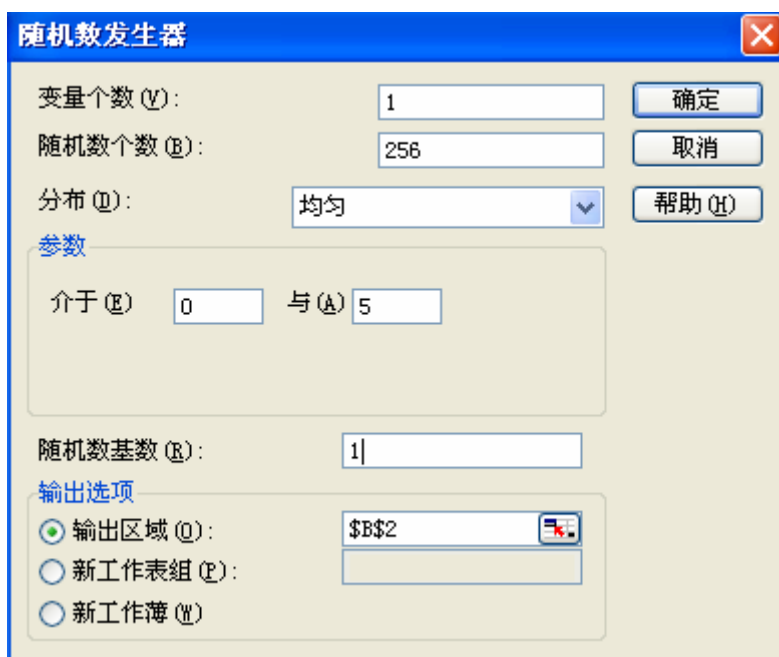 随机数发生器
变量个数(V): 1 确定
随机数个数(B): 256 取消
分布(D): 均匀 帮助(H)
参数
介于(E) 0 与(A) 5
随机数基数(R): 1
输出选项
输出区域(O): $B$2
新工作表组(P):
新工作薄(W)